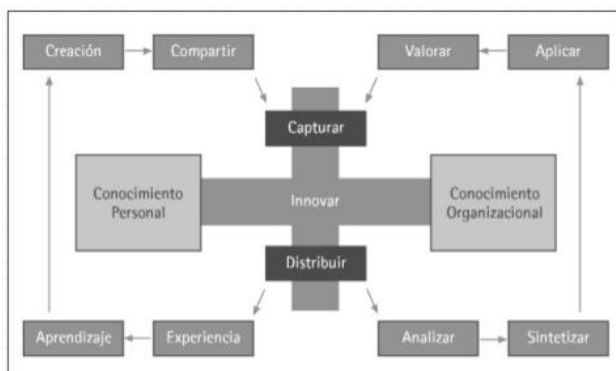 Creación
Compartir
Valorar
Aplicar
Capturar
Conocimiento
Personal
Innovar
Conocimiento
Organizacional
Distribuir
Aprendizaje
Experiencia
Analizar
Sintetizar